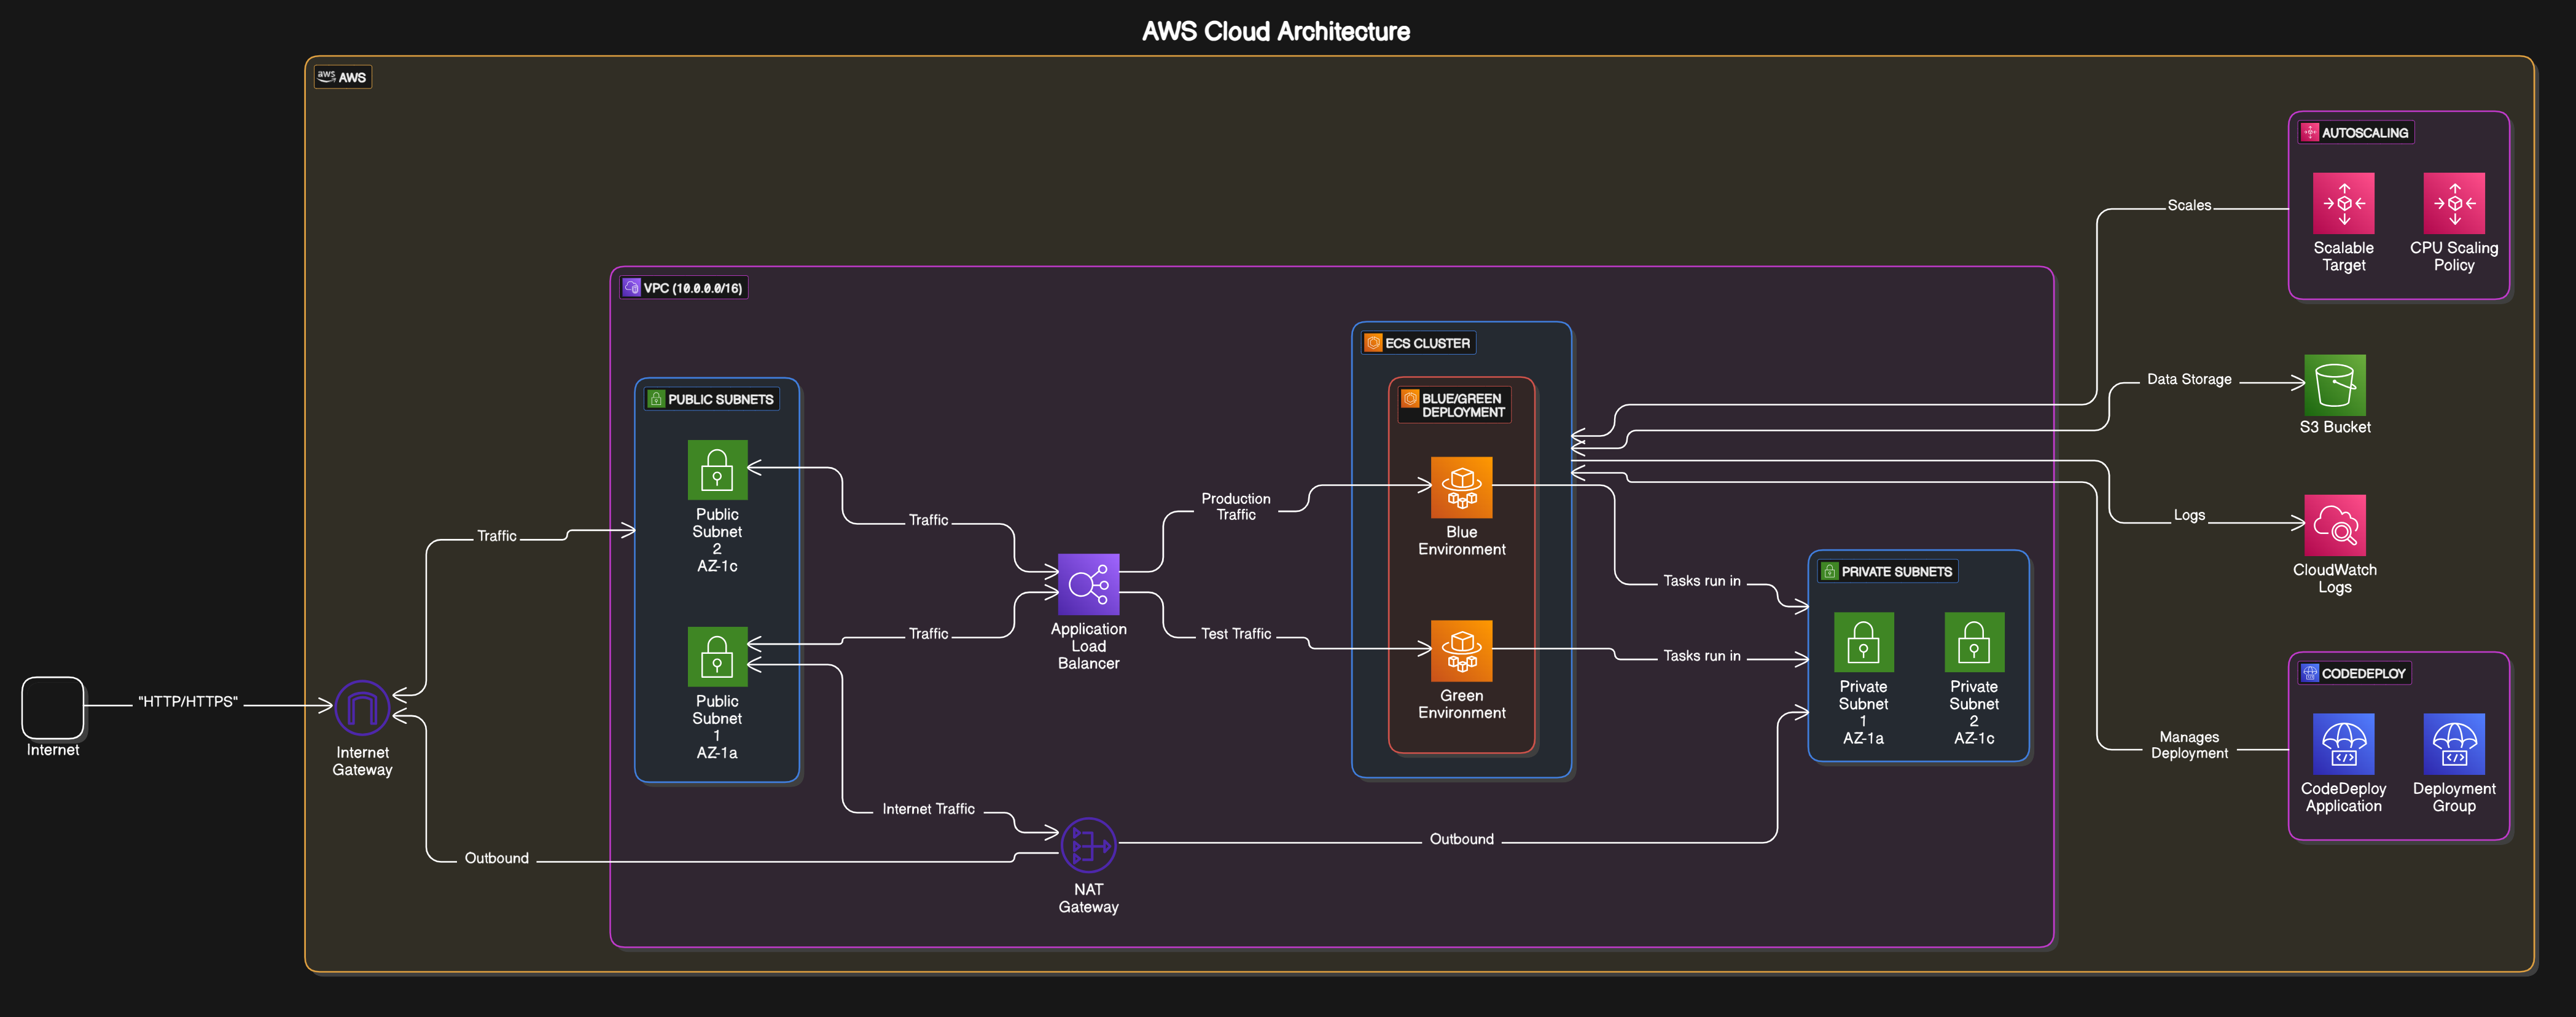 AWS Cloud Architecture
aws AWS
AUTOSCALING
Scalable
Target
CPU Scaling
Policy
Scales
VPC (10.0.0.0/16)
ECS CLUSTER
BLUE/GREEN
DEPLOYMENT
PUBLIC SUBNETS
Public
Subnet
2
AZ-1c
Public
Subnet
1
AZ-1a
Traffic
Traffic
Traffic
Application
Load
Balancer
Production
Traffic
Test Traffic
Blue
Environment
Green
Environment
Tasks run in
Tasks run in
PRIVATE SUBNETS
Private
Subnet
1
AZ-1a
Private
Subnet
2
AZ-1c
Data Storage
S3 Bucket
Logs
CloudWatch
Logs
CODEDEPLOY
CodeDeploy
Application
Deployment
Group
Manages
Deployment
Internet
"HTTP/HTTPS"
Internet
Gateway
Internet Traffic
Outbound
Outbound
NAT
Gateway